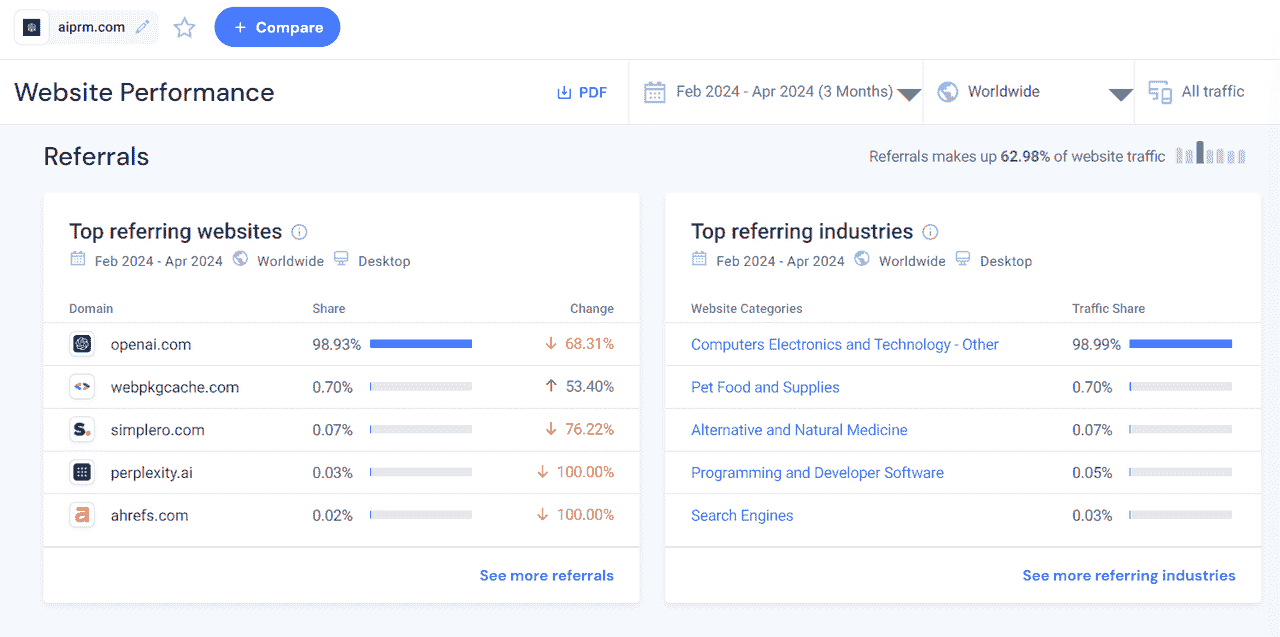 aiprm.com
+ Compare
Website Performance
PDF
Feb 2024 - Apr 2024 (3 Months)
Worldwide
All traffic
Referrals
Referrals makes up 62.98% of website traffic
Top referring websites
Feb 2024 - Apr 2024 Worldwide Desktop
Domain Share Change
openai.com 98.93% ↓ 68.31%
webpkgcache.com 0.70% ↑ 53.40%
simplero.com 0.07% ↓ 76.22%
perplexity.ai 0.03% ↓ 100.00%
ahrefs.com 0.02% ↓ 100.00%
See more referrals
Top referring industries
Feb 2024 - Apr 2024 Worldwide Desktop
Website Categories Traffic Share
Computers Electronics and Technology - Other 98.99%
Pet Food and Supplies 0.70%
Alternative and Natural Medicine 0.07%
Programming and Developer Software 0.05%
Search Engines 0.03%
See more referring industries